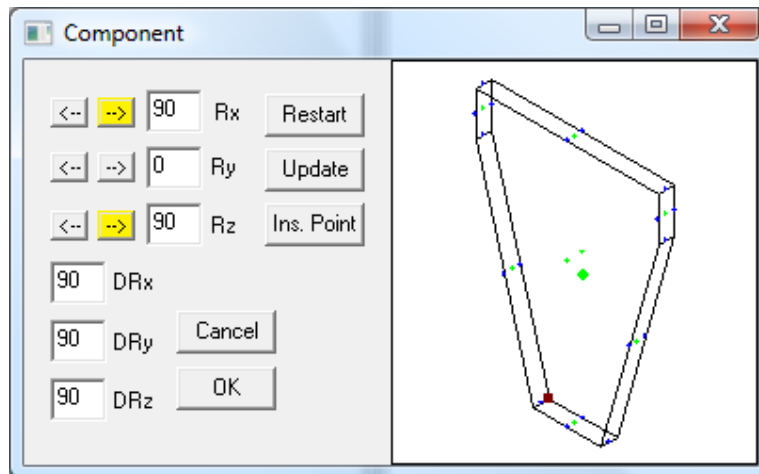 Component
<-- --> 90 Rx Restart
<-- --> 0 Ry Update
<-- --> 90 Rz Ins. Point
90 DRx
90 DRy Cancel
90 DRz OK